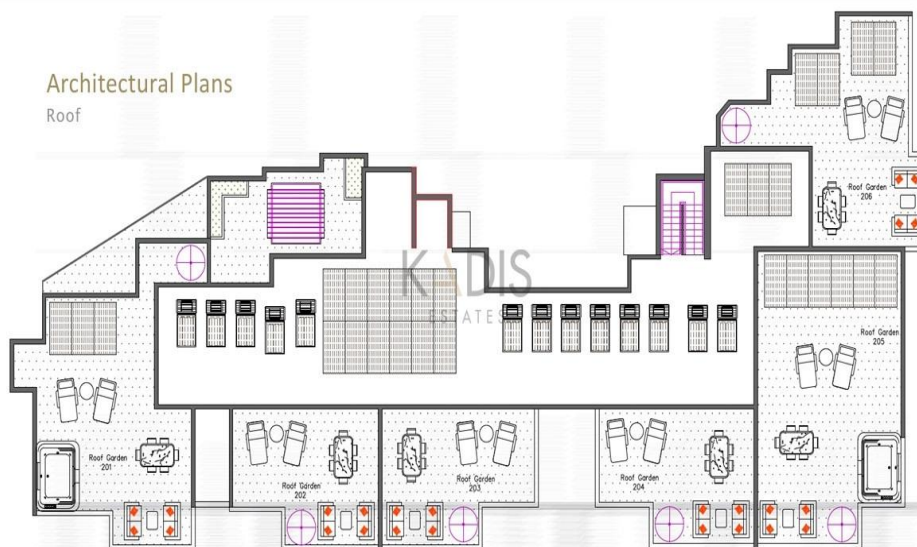 Architectural Plans
Roof
KADIS
ESTATES
Roof Garden
206
Roof Garden
205
Roof Garden
201
Roof Garden
202
Roof Garden
203
Roof Garden
204